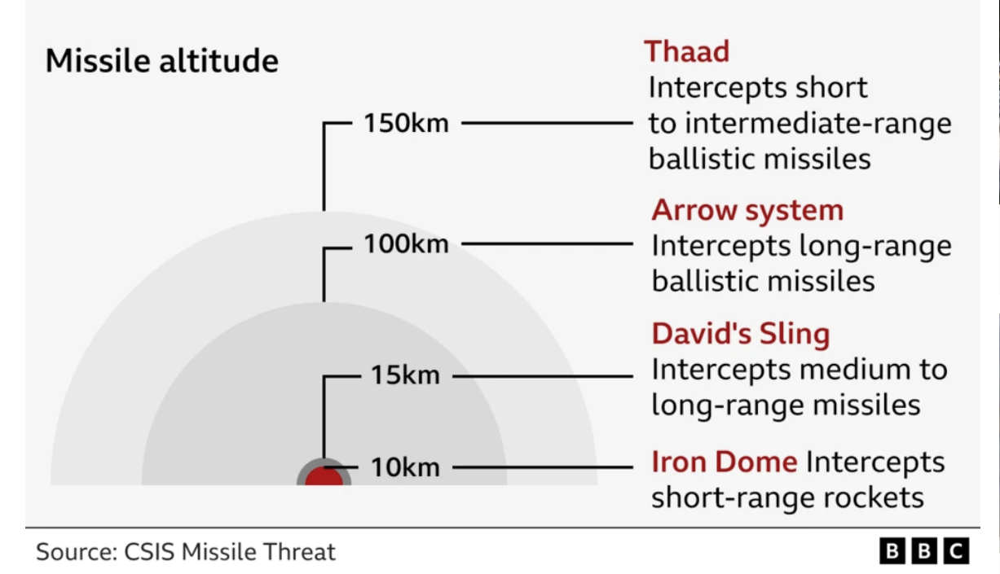 Missile altitude
Thaad
Intercepts short
to intermediate-range
ballistic missiles
150km
Arrow system
Intercepts long-range
ballistic missiles
100km
David's Sling
Intercepts medium to
long-range missiles
15km
Iron Dome Intercepts
short-range rockets
10km
Source: CSIS Missile Threat
BBC